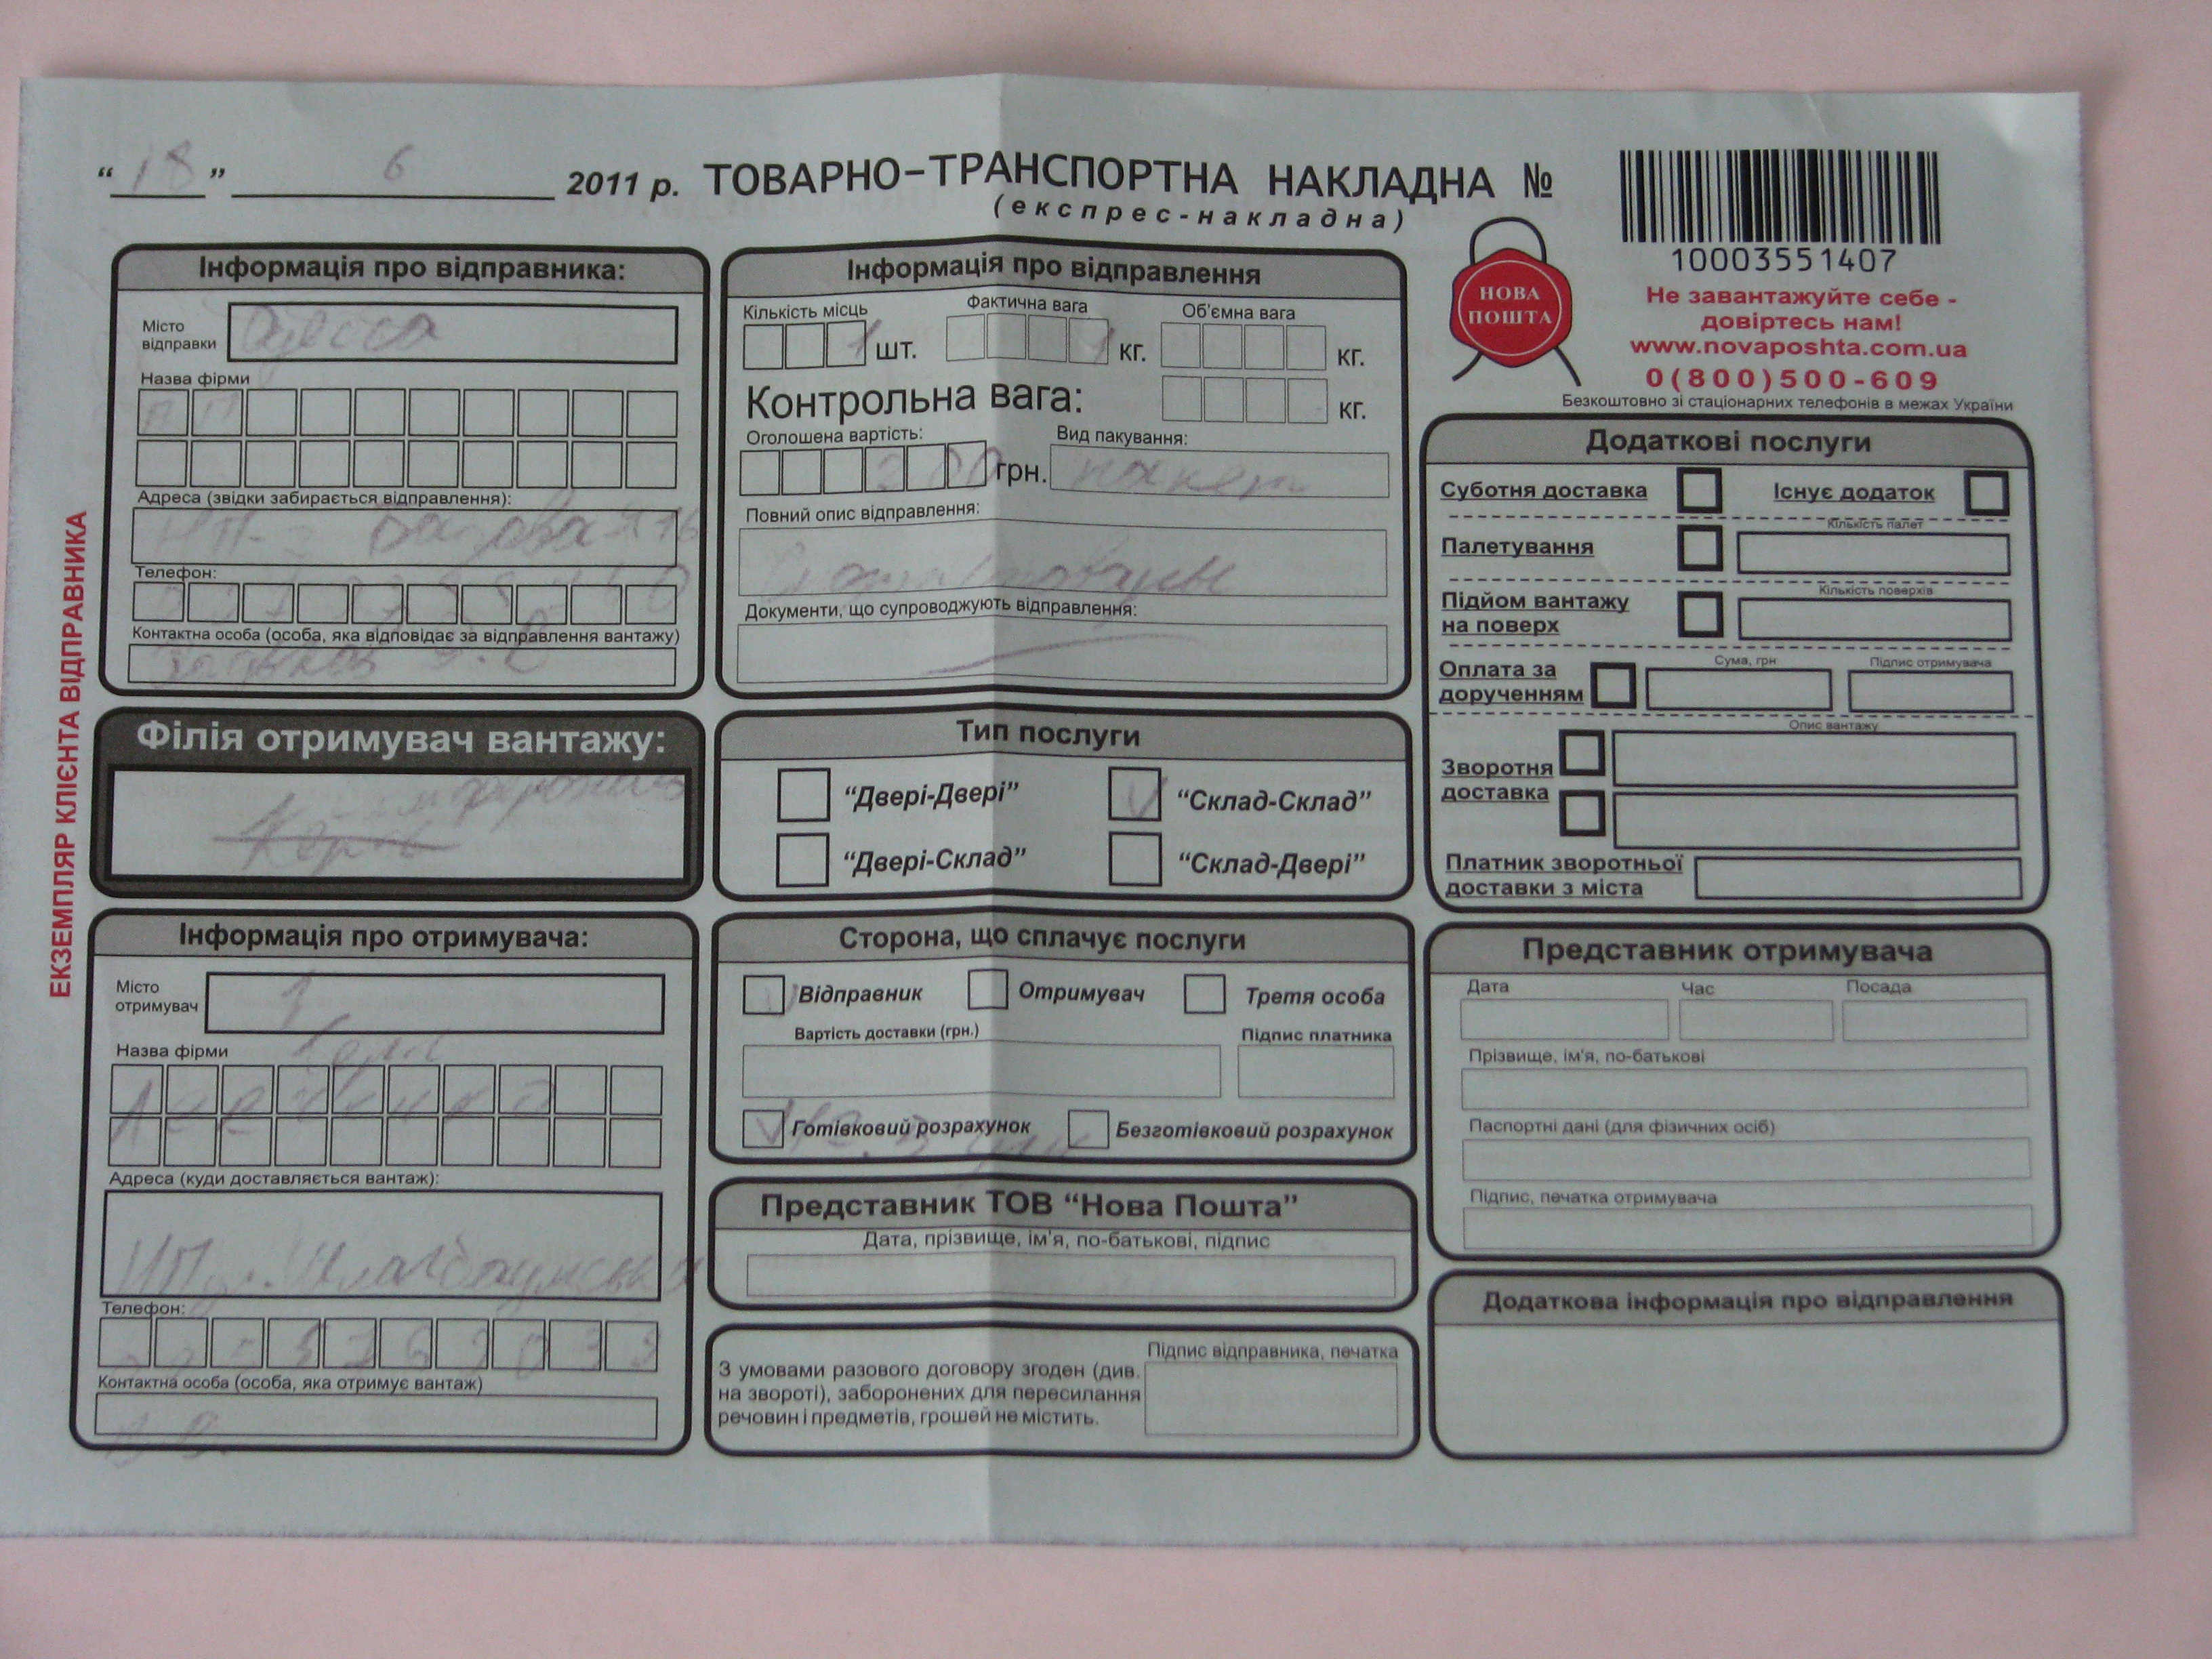 “18” 6 2011 р. ТОВАРНО-ТРАНСПОРТНА НАКЛАДНА №
(експрес-накладна)
10003551407
НОВА
ПОШТА
Не завантажуйте себе -
довіртесь нам!
www.novaposhta.com.ua
0(800)500-609
Безкоштовно зі стаціонарних телефонів в межах України
ЕКЗЕМПЛЯР КЛІЄНТА ВІДПРАВНИКА
Інформація про відправника:
Місто
відправки
Одесса
Назва фірми
ПП
Адреса (звідки забирається відправлення):
Телефон:
Контактна особа (особа, яка відповідає за відправлення вантажу)
Філія отримувач вантажу:
Керчь
Інформація про отримувача:
Місто
отримувач
1
Назва фірми
Адреса (куди доставляється вантаж):
Телефон:
Контактна особа (особа, яка отримує вантаж)
Інформація про відправлення
Кількість місць
Фактична вага
Об'ємна вага
1 шт.
1 кг.
кг.
Контрольна вага:
кг.
Оголошена вартість:
Вид пакування:
300 грн.
пакет
Повний опис відправлення:
Документи, що супроводжують відправлення:
Тип послуги
“Двері-Двері”
“Склад-Склад”
“Двері-Склад”
“Склад-Двері”
Сторона, що сплачує послуги
Відправник
Отримувач
Третя особа
Вартість доставки (грн.)
Підпис платника
Готівковий розрахунок
Безготівковий розрахунок
Представник ТОВ “Нова Пошта”
Дата, прізвище, ім'я, по-батькові, підпис
З умовами разового договору згоден (див.
на звороті), заборонених для пересилання
речовин і предметів, грошей не містить.
Підпис відправника, печатка
Додаткові послуги
Суботня доставка
Існує додаток
Кількість палет
Палетування
Кількість поверхів
Підйом вантажу
на поверх
Сума, грн
Підпис отримувача
Оплата за
дорученням
Опис вантажу
Зворотня
доставка
Платник зворотньої
доставки з міста
Представник отримувача
Дата
Час
Посада
Прізвище, ім'я, по-батькові
Паспортні дані (для фізичних осіб)
Підпис, печатка отримувача
Додаткова інформація про відправлення